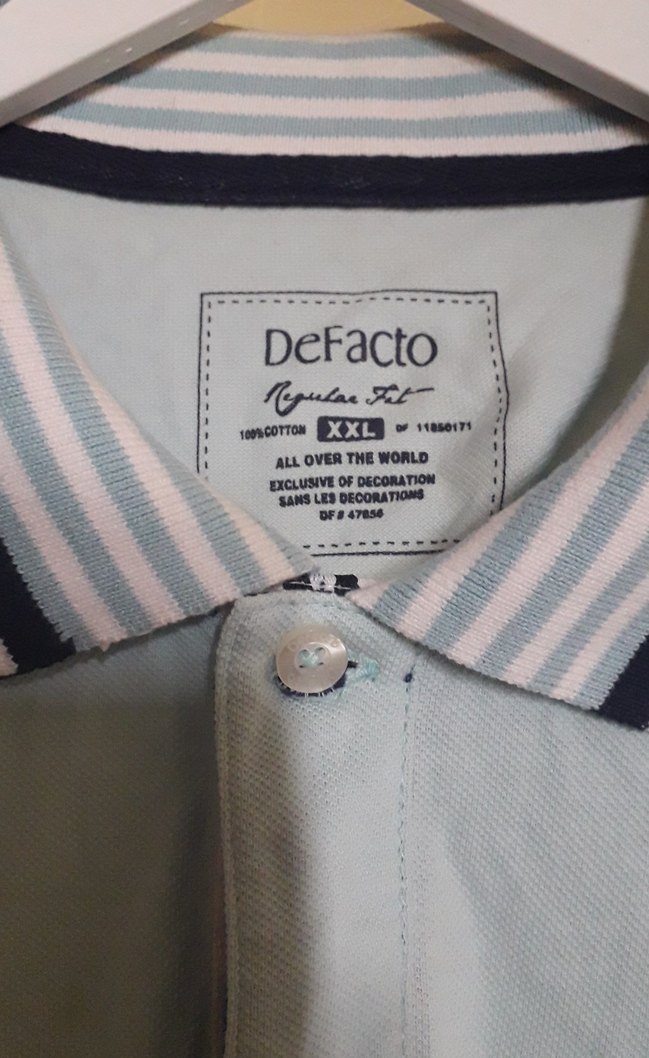 DeFacto
Regular Fit
100% COTTON XXL DF 11850171
ALL OVER THE WORLD
EXCLUSIVE OF DECORATION
SANS LES DECORATIONS
DF # 47856